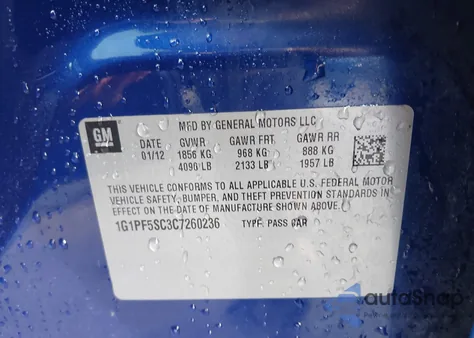 GM
MFD BY GENERAL MOTORS LLC
DATE GVWR GAWR FRT GAWR RR
01/12 1856 KG 968 KG 888 KG
4090 LB 2133 LB 1957 LB
THIS VEHICLE CONFORMS TO ALL APPLICABLE U.S. FEDERAL MOTOR
VEHICLE SAFETY, BUMPER, AND THEFT PREVENTION STANDARDS
IN EFFECT ON THE DATE OF MANUFACTURE SHOWN ABOVE.
1G1PF5SC3C7260236 TYPE: PASS CAR
autoSnap